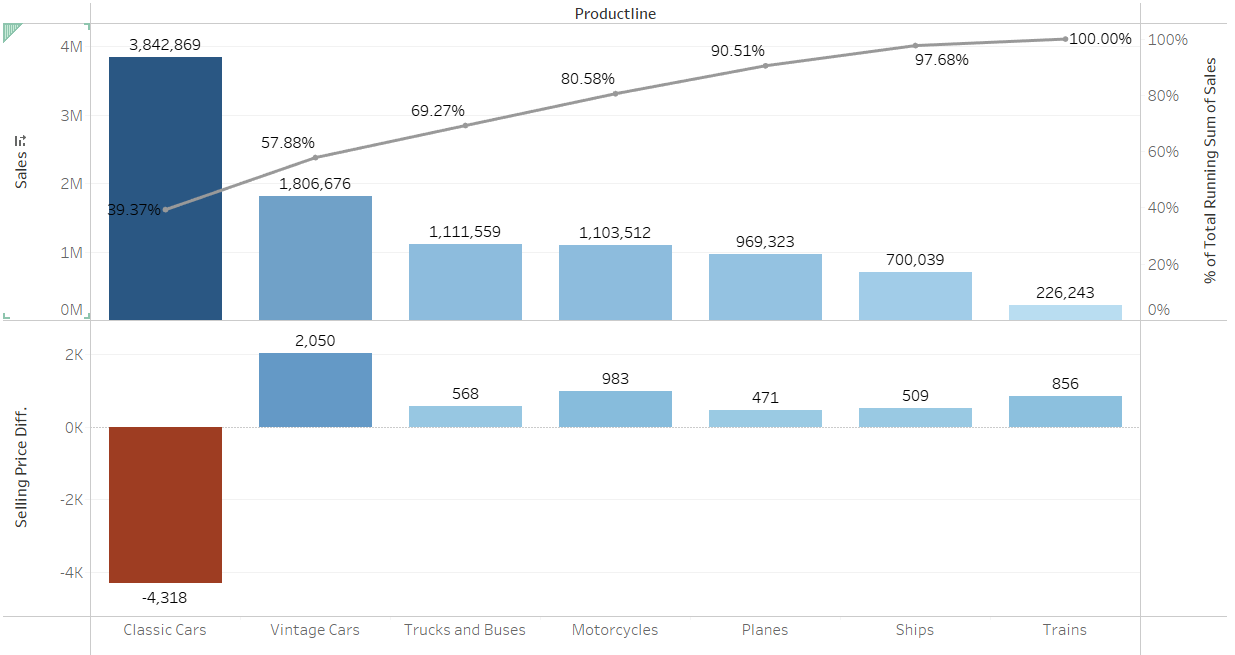 Productline
Sales
4M
3M
2M
1M
0M
3,842,869
1,806,676
1,111,559
1,103,512
969,323
700,039
226,243
39.37%
57.88%
69.27%
80.58%
90.51%
97.68%
100.00%
100%
80%
60%
40%
20%
0%
% of Total Running Sum of Sales
Selling Price Diff.
2K
0K
-2K
-4K
-4,318
2,050
568
983
471
509
856
Classic Cars
Vintage Cars
Trucks and Buses
Motorcycles
Planes
Ships
Trains